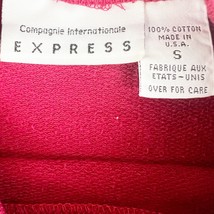 Compagnie Internationale
EXPRESS
100% COTTON
MADE IN
U.S.A.
S
FABRIQUE AUX
ETATS-UNIS
OVER FOR CARE